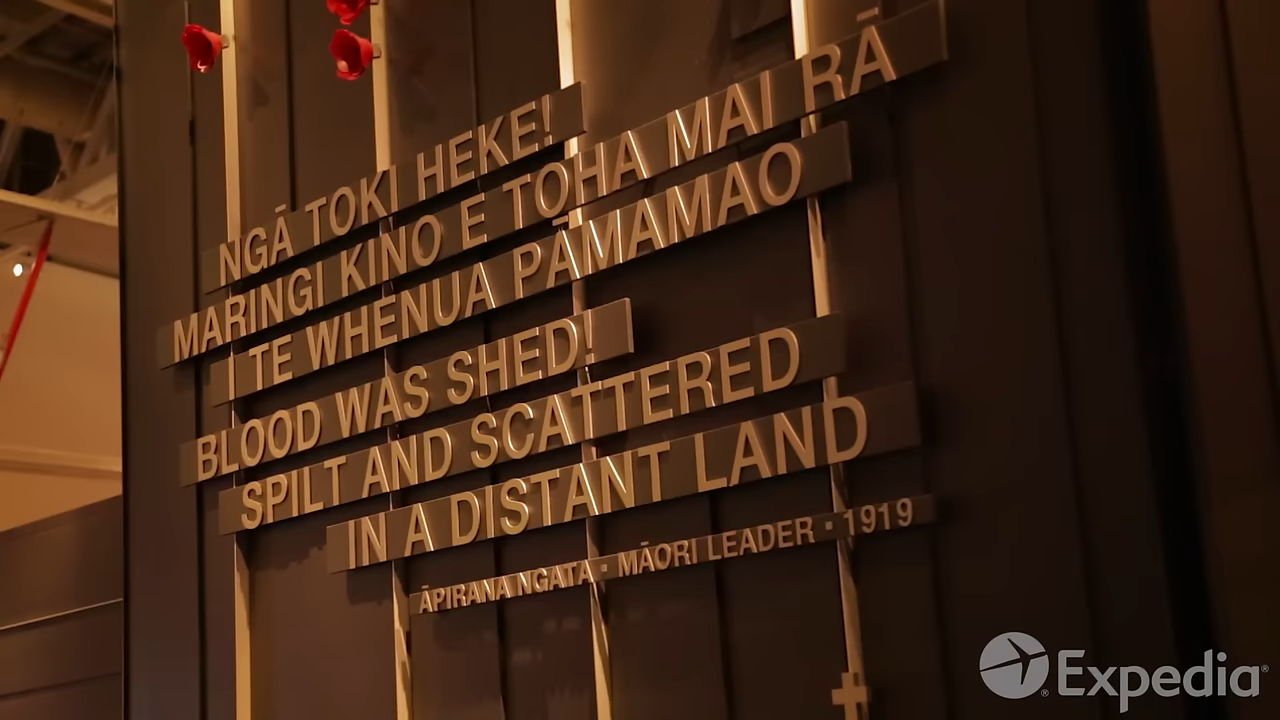 NGĀ TOKI HEKE!
MARINGI KINO E TOHA MAI RĀ
I TE WHENUA PĀMAMAO
BLOOD WAS SHED!
SPILT AND SCATTERED
IN A DISTANT LAND
ĀPIRANA NGATA · MĀORI LEADER · 1919
Expedia®